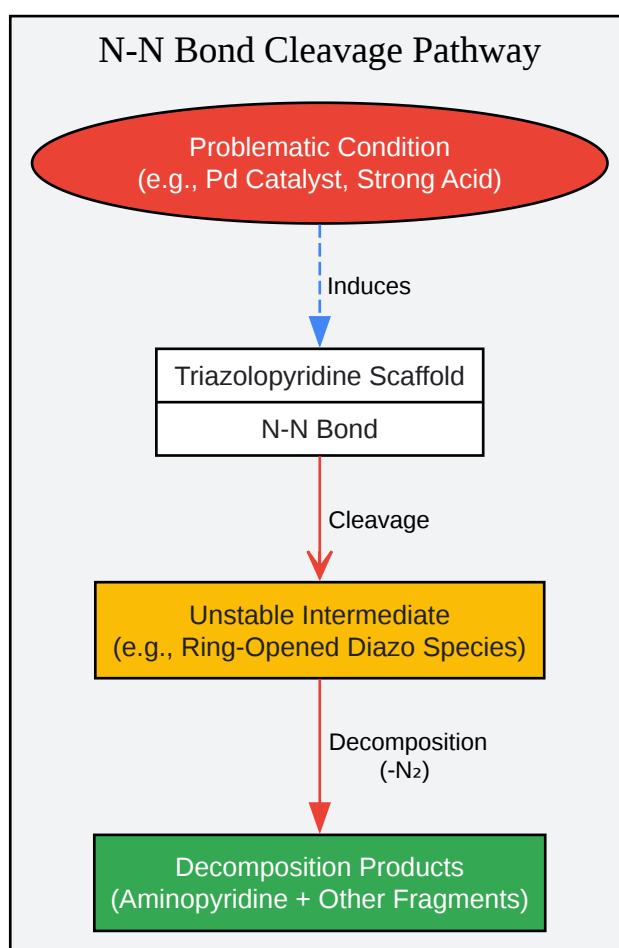 N-N Bond Cleavage Pathway
Problematic Condition
(e.g., Pd Catalyst, Strong Acid)
Induces
Triazolopyridine Scaffold
N-N Bond
Cleavage
Unstable Intermediate
(e.g., Ring-Opened Diazo Species)
Decomposition
(-N₂)
Decomposition Products
(Aminopyridine + Other Fragments)